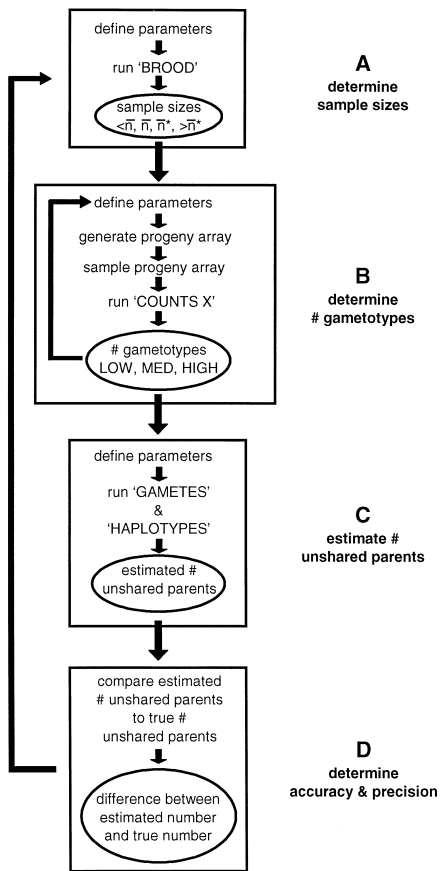 define parameters
run ‘BROOD’
sample sizes
<n̅, n̅, n̅*, >n̅*
A
determine
sample sizes
define parameters
generate progeny array
sample progeny array
run ‘COUNTS X’
# gametotypes
LOW, MED, HIGH
B
determine
# gametotypes
define parameters
run ‘GAMETES’
&
‘HAPLOTYPES’
estimated #
unshared parents
C
estimate #
unshared parents
compare estimated
# unshared parents
to true #
unshared parents
difference between
estimated number
and true number
D
determine
accuracy & precision